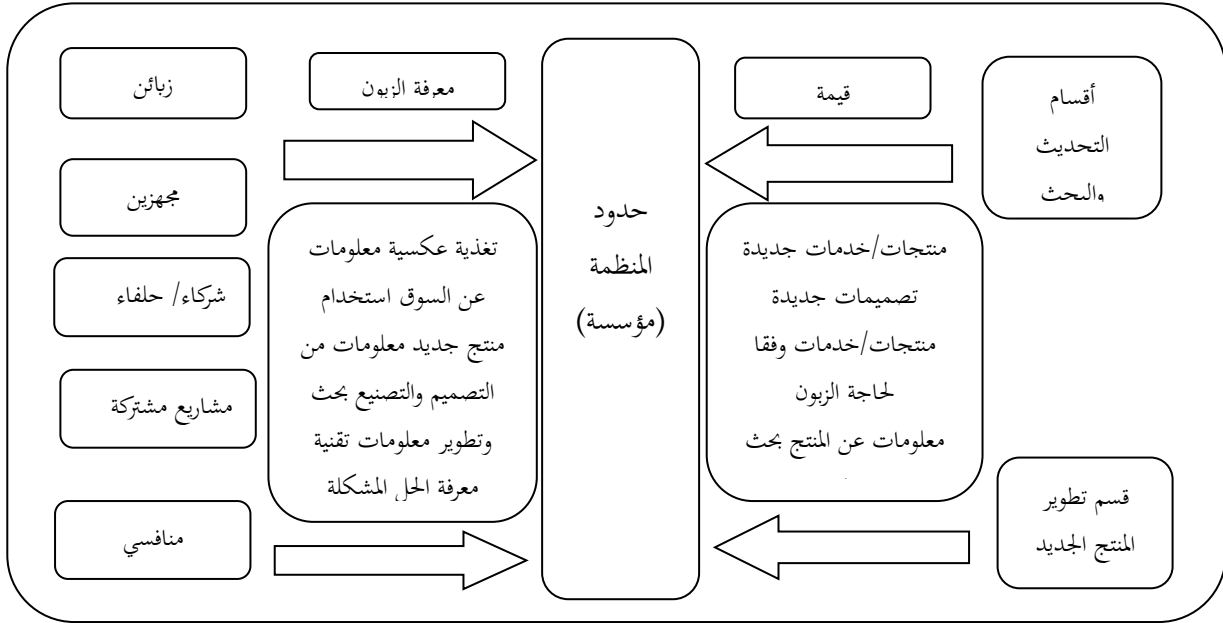 أقسام
التحديث
والبحث
قيمة
معرفة الزبون
زبائن
مجهزين
شركاء/ حلفاء
مشاريع مشتركة
منافسي
حدود
المنظمة
(مؤسسة)
منتجات/خدمات جديدة
تصميمات جديدة
منتجات/خدمات وفقا
لحاجة الزبون
معلومات عن المنتج بحث
تغذية عكسية معلومات
عن السوق استخدام
منتج جديد معلومات من
التصميم والتصنيع بحث
وتطوير معلومات تقنية
معرفة الحل المشكلة
قسم تطوير
المنتج الجديد